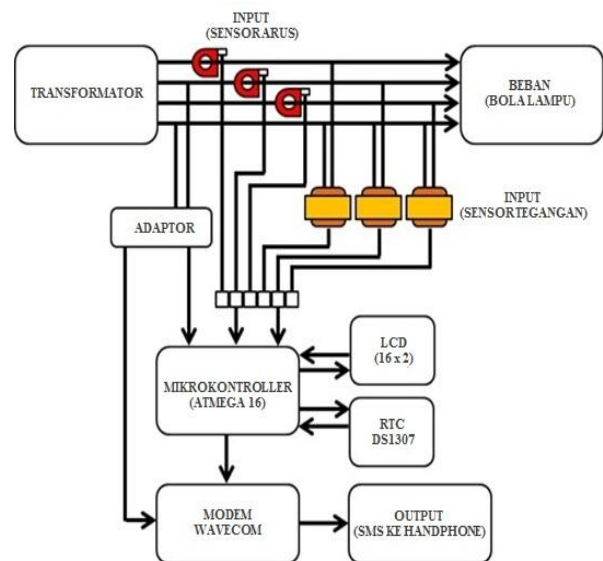 INPUT
(SENSORARUS)
TRANSFORMATOR
BEBAN
(BOLA LAMPU)
INPUT
(SENSORTEGANGAN)
ADAPTOR
LCD
(16 x 2)
MIKROKONTROLLER
(ATMEGA 16)
RTC
DS1307
MODEM
WAVECOM
OUTPUT
(SMS KE HANDPHONE)